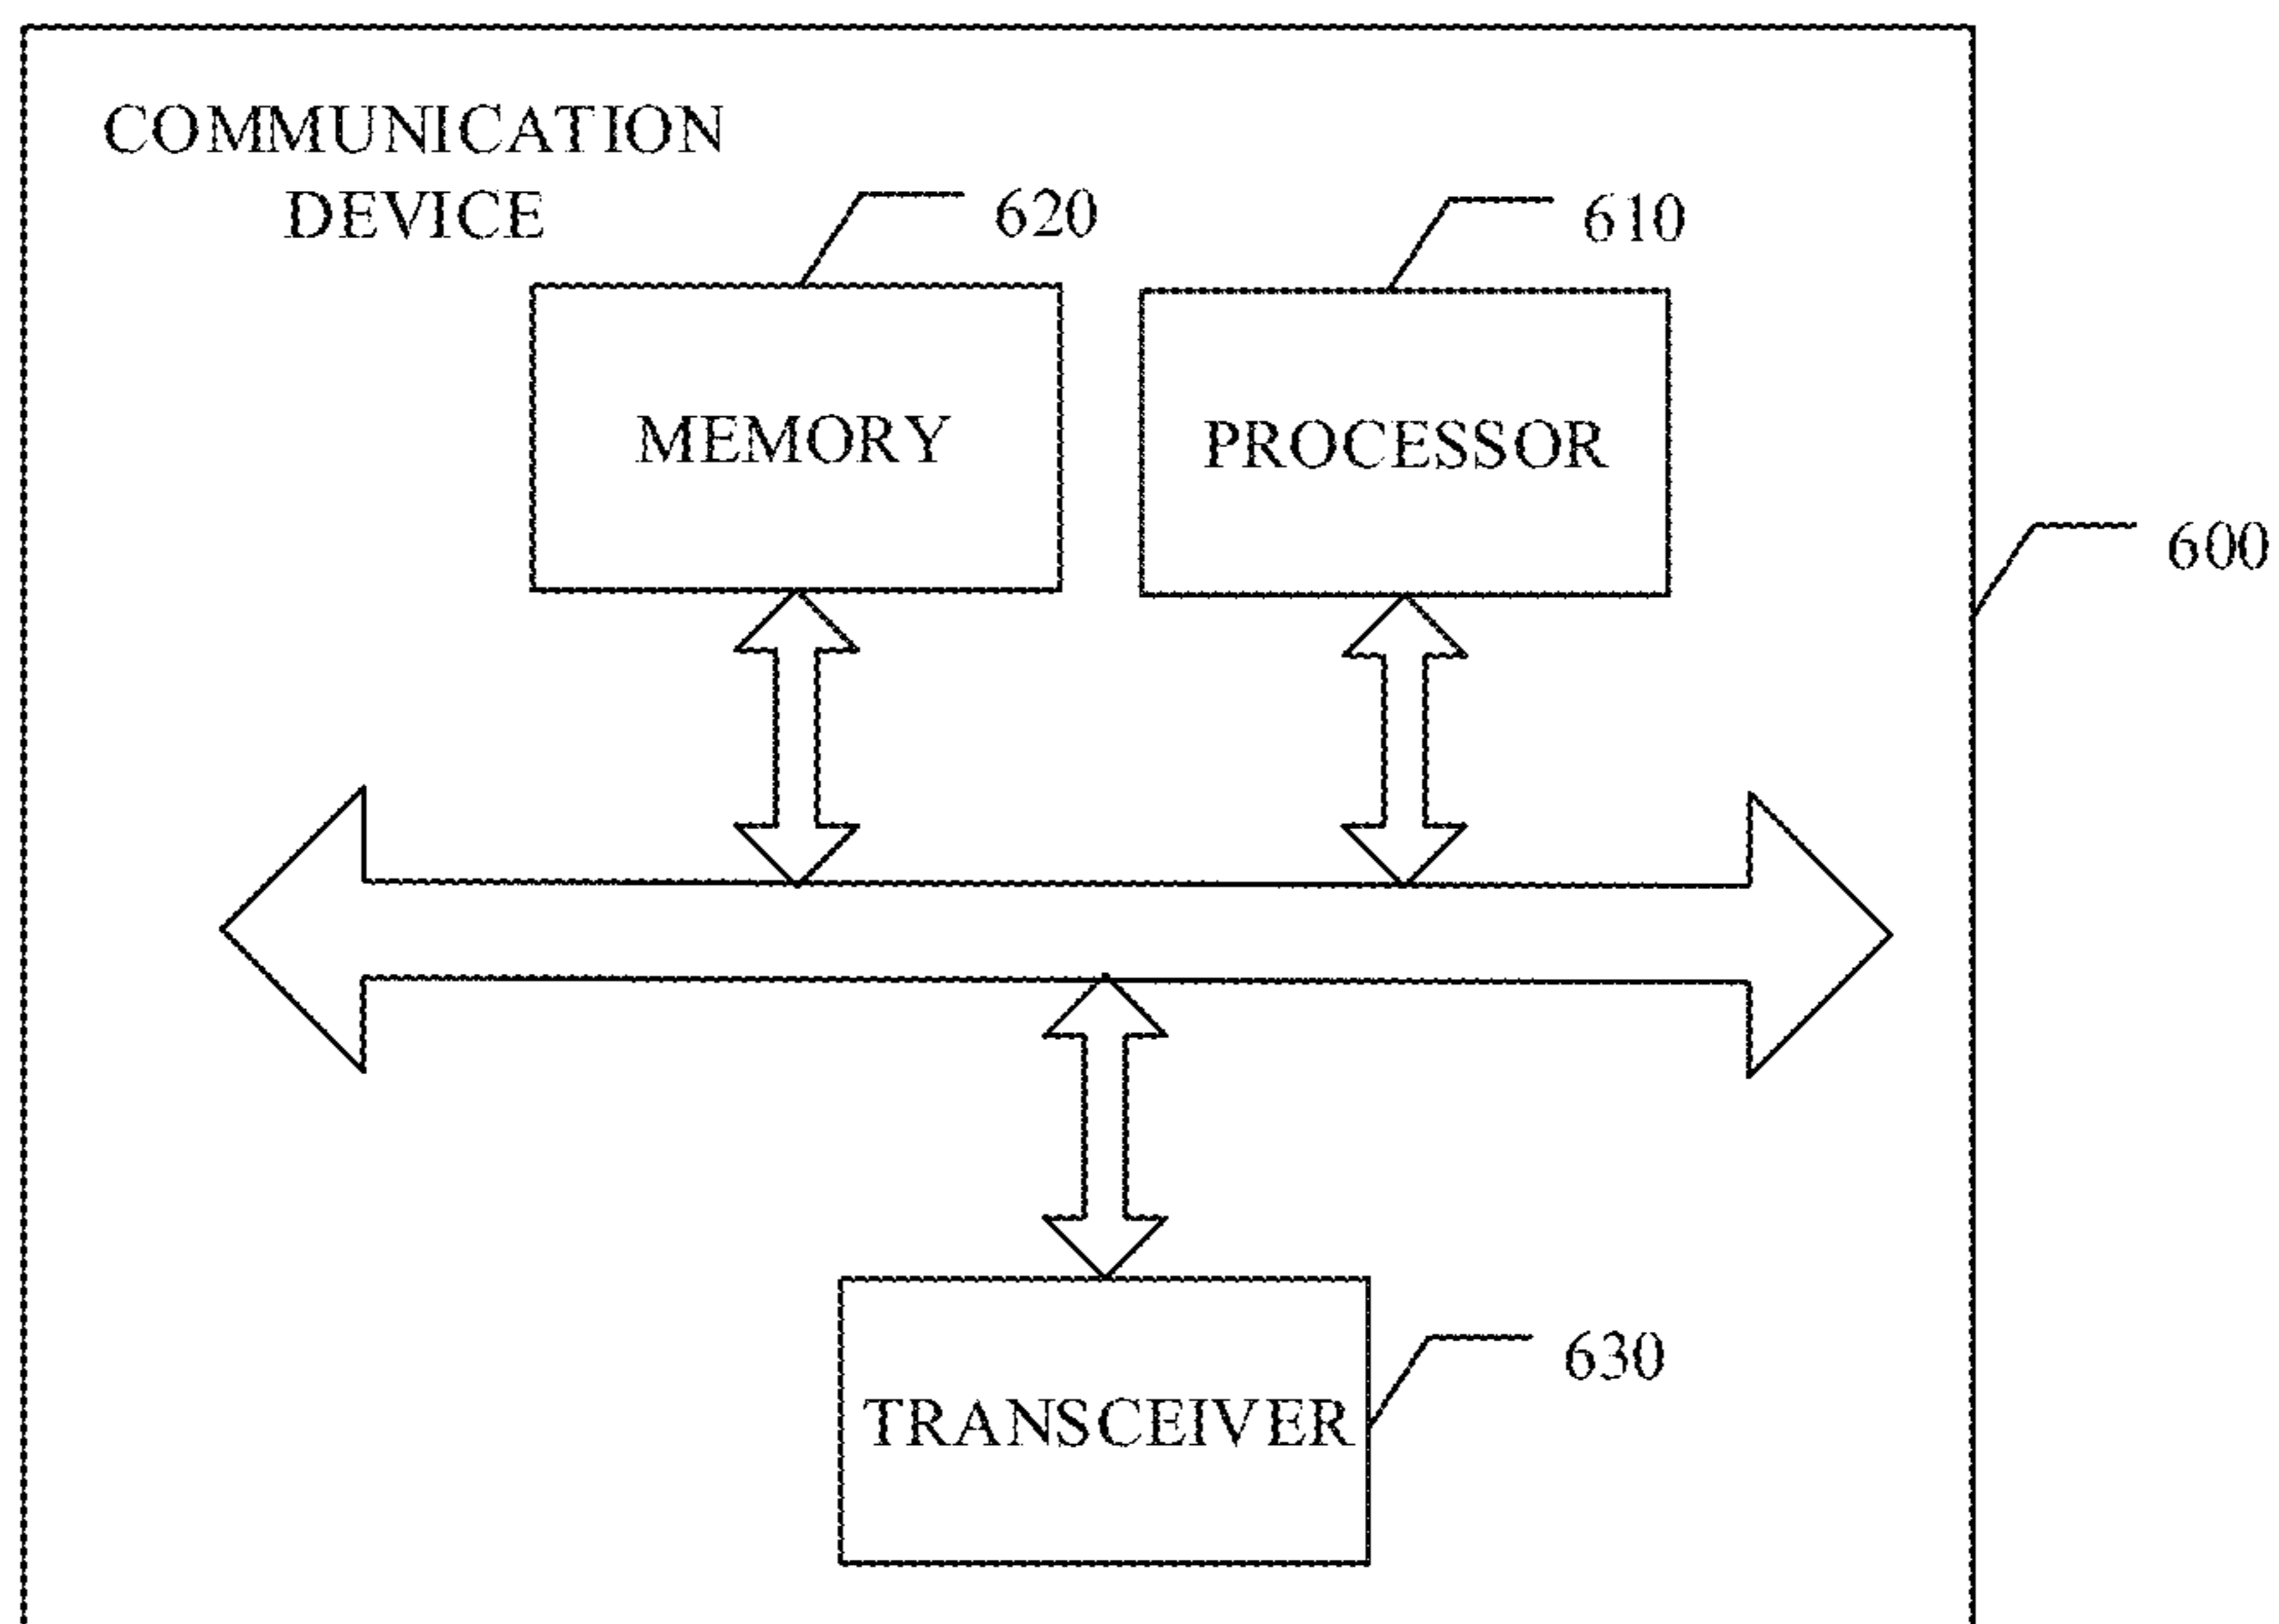 COMMUNICATION
DEVICE
620
610
MEMORY
PROCESSOR
600
630
TRANSCEIVER